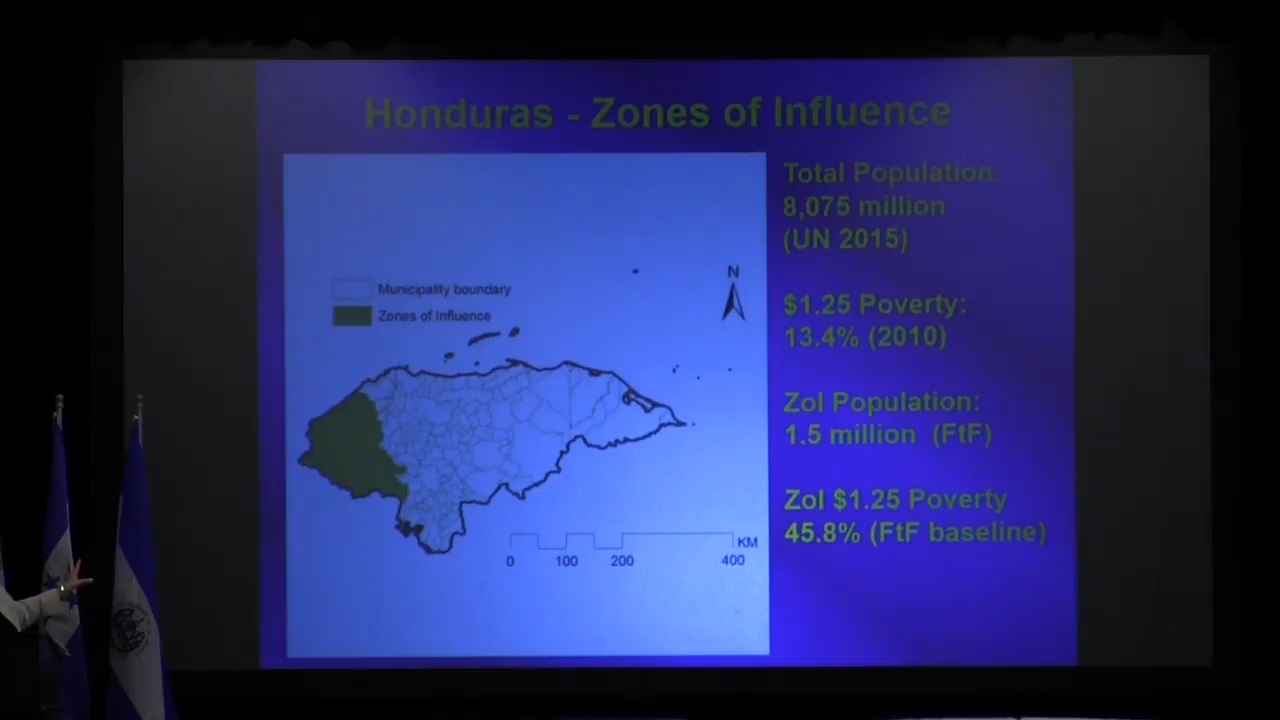 Honduras - Zones of Influence
Total Population:
8,075 million
(UN 2015)
$1.25 Poverty:
13.4% (2010)
ZoI Population:
1.5 million (FtF)
ZoI $1.25 Poverty
45.8% (FtF baseline)
N
Municipality boundary
Zones of Influence
KM
0 100 200 400